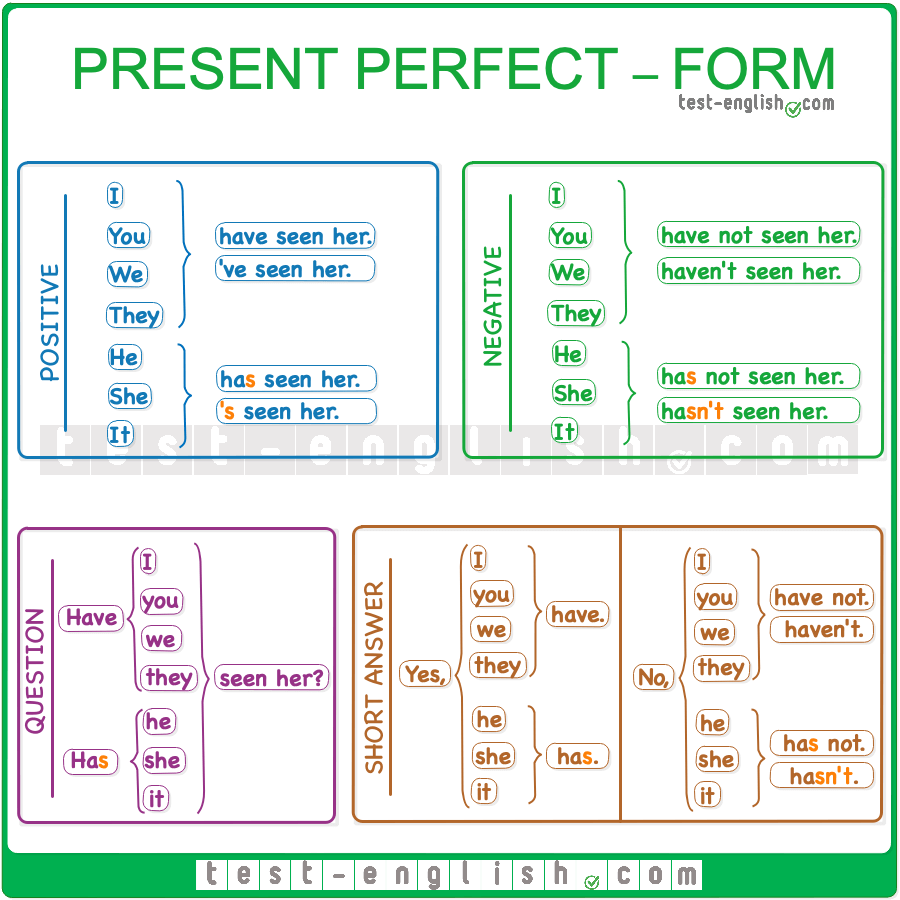 PRESENT PERFECT – FORM
test-english.com
POSITIVE
I
You
We
They
have seen her.
've seen her.
He
She
It
has seen her.
's seen her.
NEGATIVE
I
You
We
They
have not seen her.
haven't seen her.
He
She
It
has not seen her.
hasn't seen her.
test-english.com
QUESTION
Have
I
you
we
they
Has
he
she
it
seen her?
SHORT ANSWER
Yes,
I
you
we
they
have.
he
she
it
has.
No,
I
you
we
they
have not.
haven't.
he
she
it
has not.
hasn't.
test-english.com